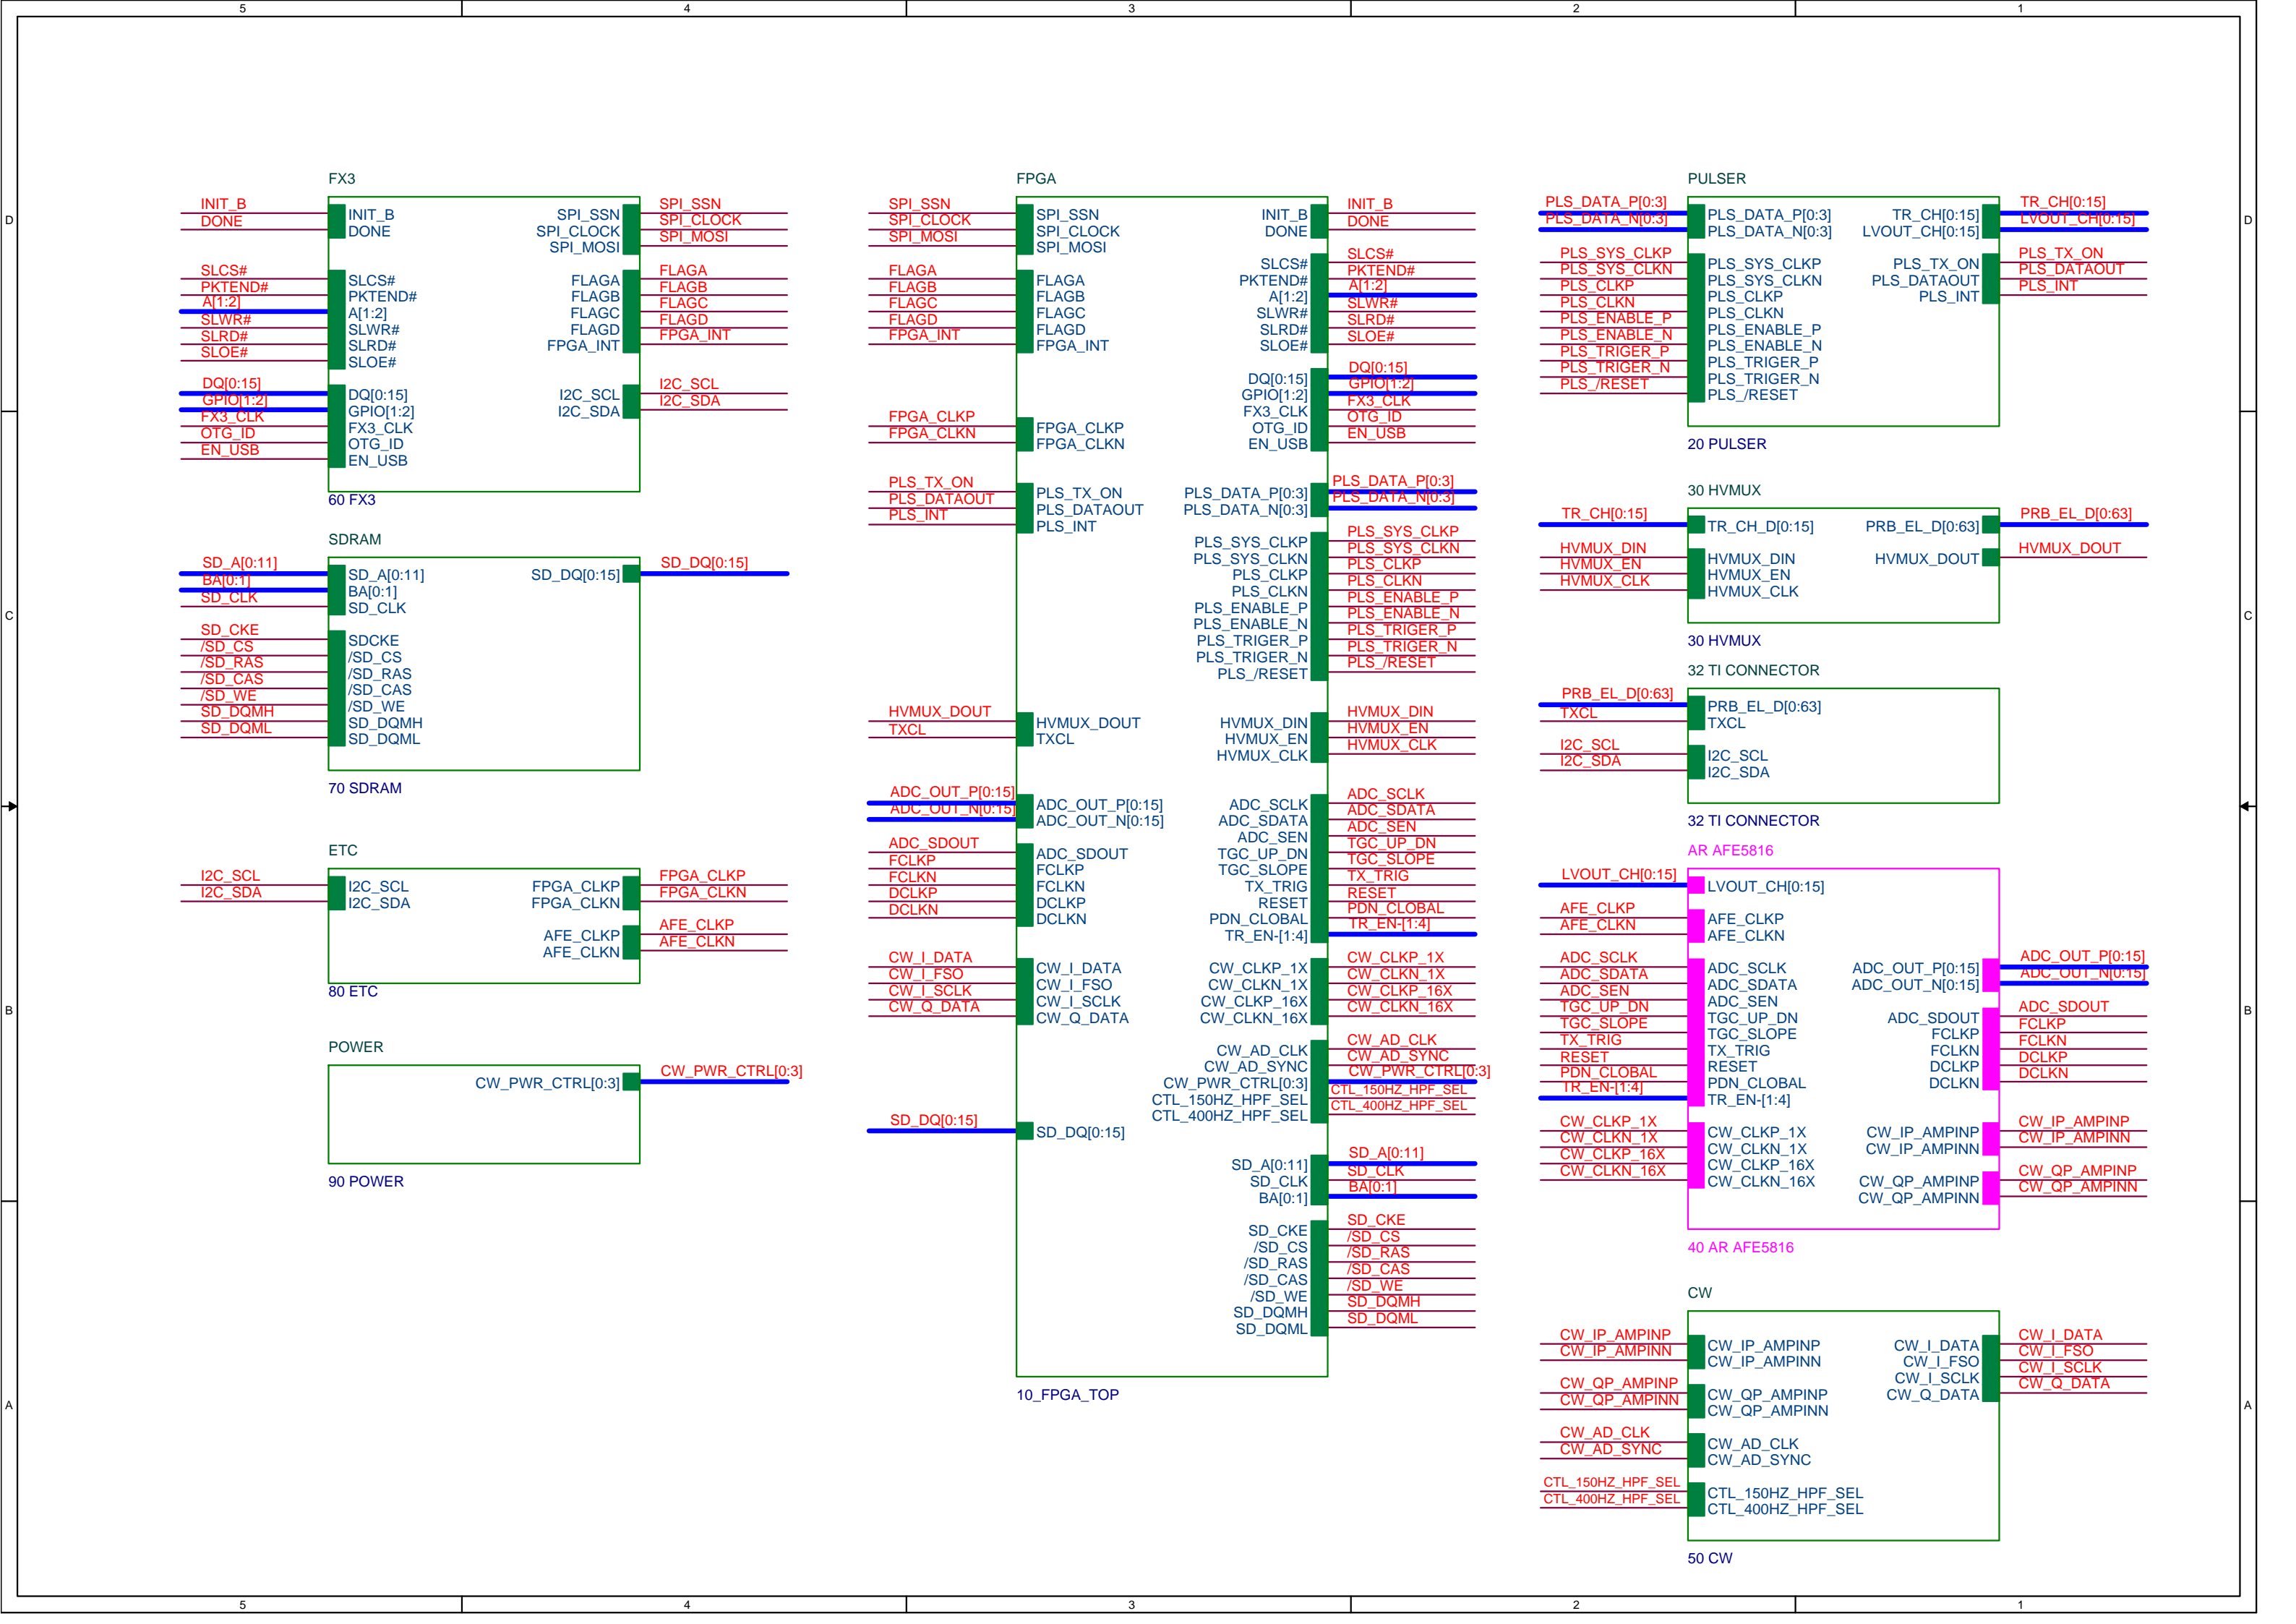 5 4 3 2 1
D
C
B
A
FX3
INIT_B
DONE
SLCS#
PKTEND#
A[1:2]
SLWR#
SLRD#
SLOE#
DQ[0:15]
GPIO[1:2]
FX3_CLK
OTG_ID
EN_USB
INIT_B
DONE
SLCS#
PKTEND#
A[1:2]
SLWR#
SLRD#
SLOE#
DQ[0:15]
GPIO[1:2]
FX3_CLK
OTG_ID
EN_USB
SPI_SSN
SPI_CLOCK
SPI_MOSI
FLAGA
FLAGB
FLAGC
FLAGD
FPGA_INT
I2C_SCL
I2C_SDA
SPI_SSN
SPI_CLOCK
SPI_MOSI
FLAGA
FLAGB
FLAGC
FLAGD
FPGA_INT
I2C_SCL
I2C_SDA
60 FX3
SDRAM
SD_A[0:11]
BA[0:1]
SD_CLK
SD_CKE
/SD_CS
/SD_RAS
/SD_CAS
/SD_WE
SD_DQMH
SD_DQML
SD_A[0:11]
BA[0:1]
SD_CLK
SDCKE
/SD_CS
/SD_RAS
/SD_CAS
/SD_WE
SD_DQMH
SD_DQML
SD_DQ[0:15]
SD_DQ[0:15]
70 SDRAM
ETC
I2C_SCL
I2C_SDA
I2C_SCL
I2C_SDA
FPGA_CLKP
FPGA_CLKN
AFE_CLKP
AFE_CLKN
FPGA_CLKP
FPGA_CLKN
AFE_CLKP
AFE_CLKN
80 ETC
POWER
CW_PWR_CTRL[0:3]
CW_PWR_CTRL[0:3]
90 POWER
FPGA
SPI_SSN
SPI_CLOCK
SPI_MOSI
FLAGA
FLAGB
FLAGC
FLAGD
FPGA_INT
FPGA_CLKP
FPGA_CLKN
PLS_TX_ON
PLS_DATAOUT
PLS_INT
HVMUX_DOUT
TXCL
ADC_OUT_P[0:15]
ADC_OUT_N[0:15]
ADC_SDOUT
FCLKP
FCLKN
DCLKP
DCLKN
CW_I_DATA
CW_I_FSO
CW_I_SCLK
CW_Q_DATA
SD_DQ[0:15]
SPI_SSN
SPI_CLOCK
SPI_MOSI
FLAGA
FLAGB
FLAGC
FLAGD
FPGA_INT
FPGA_CLKP
FPGA_CLKN
PLS_TX_ON
PLS_DATAOUT
PLS_INT
HVMUX_DOUT
TXCL
ADC_OUT_P[0:15]
ADC_OUT_N[0:15]
ADC_SDOUT
FCLKP
FCLKN
DCLKP
DCLKN
CW_I_DATA
CW_I_FSO
CW_I_SCLK
CW_Q_DATA
SD_DQ[0:15]
INIT_B
DONE
SLCS#
PKTEND#
A[1:2]
SLWR#
SLRD#
SLOE#
DQ[0:15]
GPIO[1:2]
FX3_CLK
OTG_ID
EN_USB
PLS_DATA_P[0:3]
PLS_DATA_N[0:3]
PLS_SYS_CLKP
PLS_SYS_CLKN
PLS_CLKP
PLS_CLKN
PLS_ENABLE_P
PLS_ENABLE_N
PLS_TRIGER_P
PLS_TRIGER_N
PLS_/RESET
HVMUX_DIN
HVMUX_EN
HVMUX_CLK
ADC_SCLK
ADC_SDATA
ADC_SEN
TGC_UP_DN
TGC_SLOPE
TX_TRIG
RESET
PDN_GLOBAL
TR_EN-[1:4]
CW_CLKP_1X
CW_CLKN_1X
CW_CLKP_16X
CW_CLKN_16X
CW_AD_CLK
CW_AD_SYNC
CW_PWR_CTRL[0:3]
CTL_150HZ_HPF_SEL
CTL_400HZ_HPF_SEL
SD_A[0:11]
SD_CLK
BA[0:1]
SD_CKE
/SD_CS
/SD_RAS
/SD_CAS
/SD_WE
SD_DQMH
SD_DQML
INIT_B
DONE
SLCS#
PKTEND#
A[1:2]
SLWR#
SLRD#
SLOE#
DQ[0:15]
GPIO[1:2]
FX3_CLK
OTG_ID
EN_USB
PLS_DATA_P[0:3]
PLS_DATA_N[0:3]
PLS_SYS_CLKP
PLS_SYS_CLKN
PLS_CLKP
PLS_CLKN
PLS_ENABLE_P
PLS_ENABLE_N
PLS_TRIGER_P
PLS_TRIGER_N
PLS_/RESET
HVMUX_DIN
HVMUX_EN
HVMUX_CLK
ADC_SCLK
ADC_SDATA
ADC_SEN
TGC_UP_DN
TGC_SLOPE
TX_TRIG
RESET
PDN_CLOBAL
TR_EN-[1:4]
CW_CLKP_1X
CW_CLKN_1X
CW_CLKP_16X
CW_CLKN_16X
CW_AD_CLK
CW_AD_SYNC
CW_PWR_CTRL[0:3]
CTL_150HZ_HPF_SEL
CTL_400HZ_HPF_SEL
SD_A[0:11]
SD_CLK
BA[0:1]
SD_CKE
/SD_CS
/SD_RAS
/SD_CAS
/SD_WE
SD_DQMH
SD_DQML
10_FPGA_TOP
PULSER
PLS_DATA_P[0:3]
PLS_DATA_N[0:3]
PLS_SYS_CLKP
PLS_SYS_CLKN
PLS_CLKP
PLS_CLKN
PLS_ENABLE_P
PLS_ENABLE_N
PLS_TRIGER_P
PLS_TRIGER_N
PLS_/RESET
PLS_DATA_P[0:3]
PLS_DATA_N[0:3]
PLS_SYS_CLKP
PLS_SYS_CLKN
PLS_CLKP
PLS_CLKN
PLS_ENABLE_P
PLS_ENABLE_N
PLS_TRIGER_P
PLS_TRIGER_N
PLS_/RESET
TR_CH[0:15]
LVOUT_CH[0:15]
PLS_TX_ON
PLS_DATAOUT
PLS_INT
TR_CH[0:15]
LVOUT_CH[0:15]
PLS_TX_ON
PLS_DATAOUT
PLS_INT
20 PULSER
30 HVMUX
TR_CH[0:15]
HVMUX_DIN
HVMUX_EN
HVMUX_CLK
TR_CH_D[0:15]
HVMUX_DIN
HVMUX_EN
HVMUX_CLK
PRB_EL_D[0:63]
HVMUX_DOUT
PRB_EL_D[0:63]
HVMUX_DOUT
30 HVMUX
32 TI CONNECTOR
PRB_EL_D[0:63]
TXCL
I2C_SCL
I2C_SDA
PRB_EL_D[0:63]
TXCL
I2C_SCL
I2C_SDA
32 TI CONNECTOR
AR AFE5816
LVOUT_CH[0:15]
AFE_CLKP
AFE_CLKN
ADC_SCLK
ADC_SDATA
ADC_SEN
TGC_UP_DN
TGC_SLOPE
TX_TRIG
RESET
PDN_GLOBAL
TR_EN-[1:4]
CW_CLKP_1X
CW_CLKN_1X
CW_CLKP_16X
CW_CLKN_16X
LVOUT_CH[0:15]
AFE_CLKP
AFE_CLKN
ADC_SCLK
ADC_SDATA
ADC_SEN
TGC_UP_DN
TGC_SLOPE
TX_TRIG
RESET
PDN_GLOBAL
TR_EN-[1:4]
CW_CLKP_1X
CW_CLKN_1X
CW_CLKP_16X
CW_CLKN_16X
ADC_OUT_P[0:15]
ADC_OUT_N[0:15]
ADC_SDOUT
FCLKP
FCLKN
DCLKP
DCLKN
CW_IP_AMPINP
CW_IP_AMPINN
CW_QP_AMPINP
CW_QP_AMPINN
ADC_OUT_P[0:15]
ADC_OUT_N[0:15]
ADC_SDOUT
FCLKP
FCLKN
DCLKP
DCLKN
CW_IP_AMPINP
CW_IP_AMPINN
CW_QP_AMPINP
CW_QP_AMPINN
40 AR AFE5816
CW
CW_IP_AMPINP
CW_IP_AMPINN
CW_QP_AMPINP
CW_QP_AMPINN
CW_AD_CLK
CW_AD_SYNC
CTL_150HZ_HPF_SEL
CTL_400HZ_HPF_SEL
CW_IP_AMPINP
CW_IP_AMPINN
CW_QP_AMPINP
CW_QP_AMPINN
CW_AD_CLK
CW_AD_SYNC
CTL_150HZ_HPF_SEL
CTL_400HZ_HPF_SEL
CW_I_DATA
CW_I_FSO
CW_I_SCLK
CW_Q_DATA
CW_I_DATA
CW_I_FSO
CW_I_SCLK
CW_Q_DATA
50 CW
D
C
B
A
5 4 3 2 1